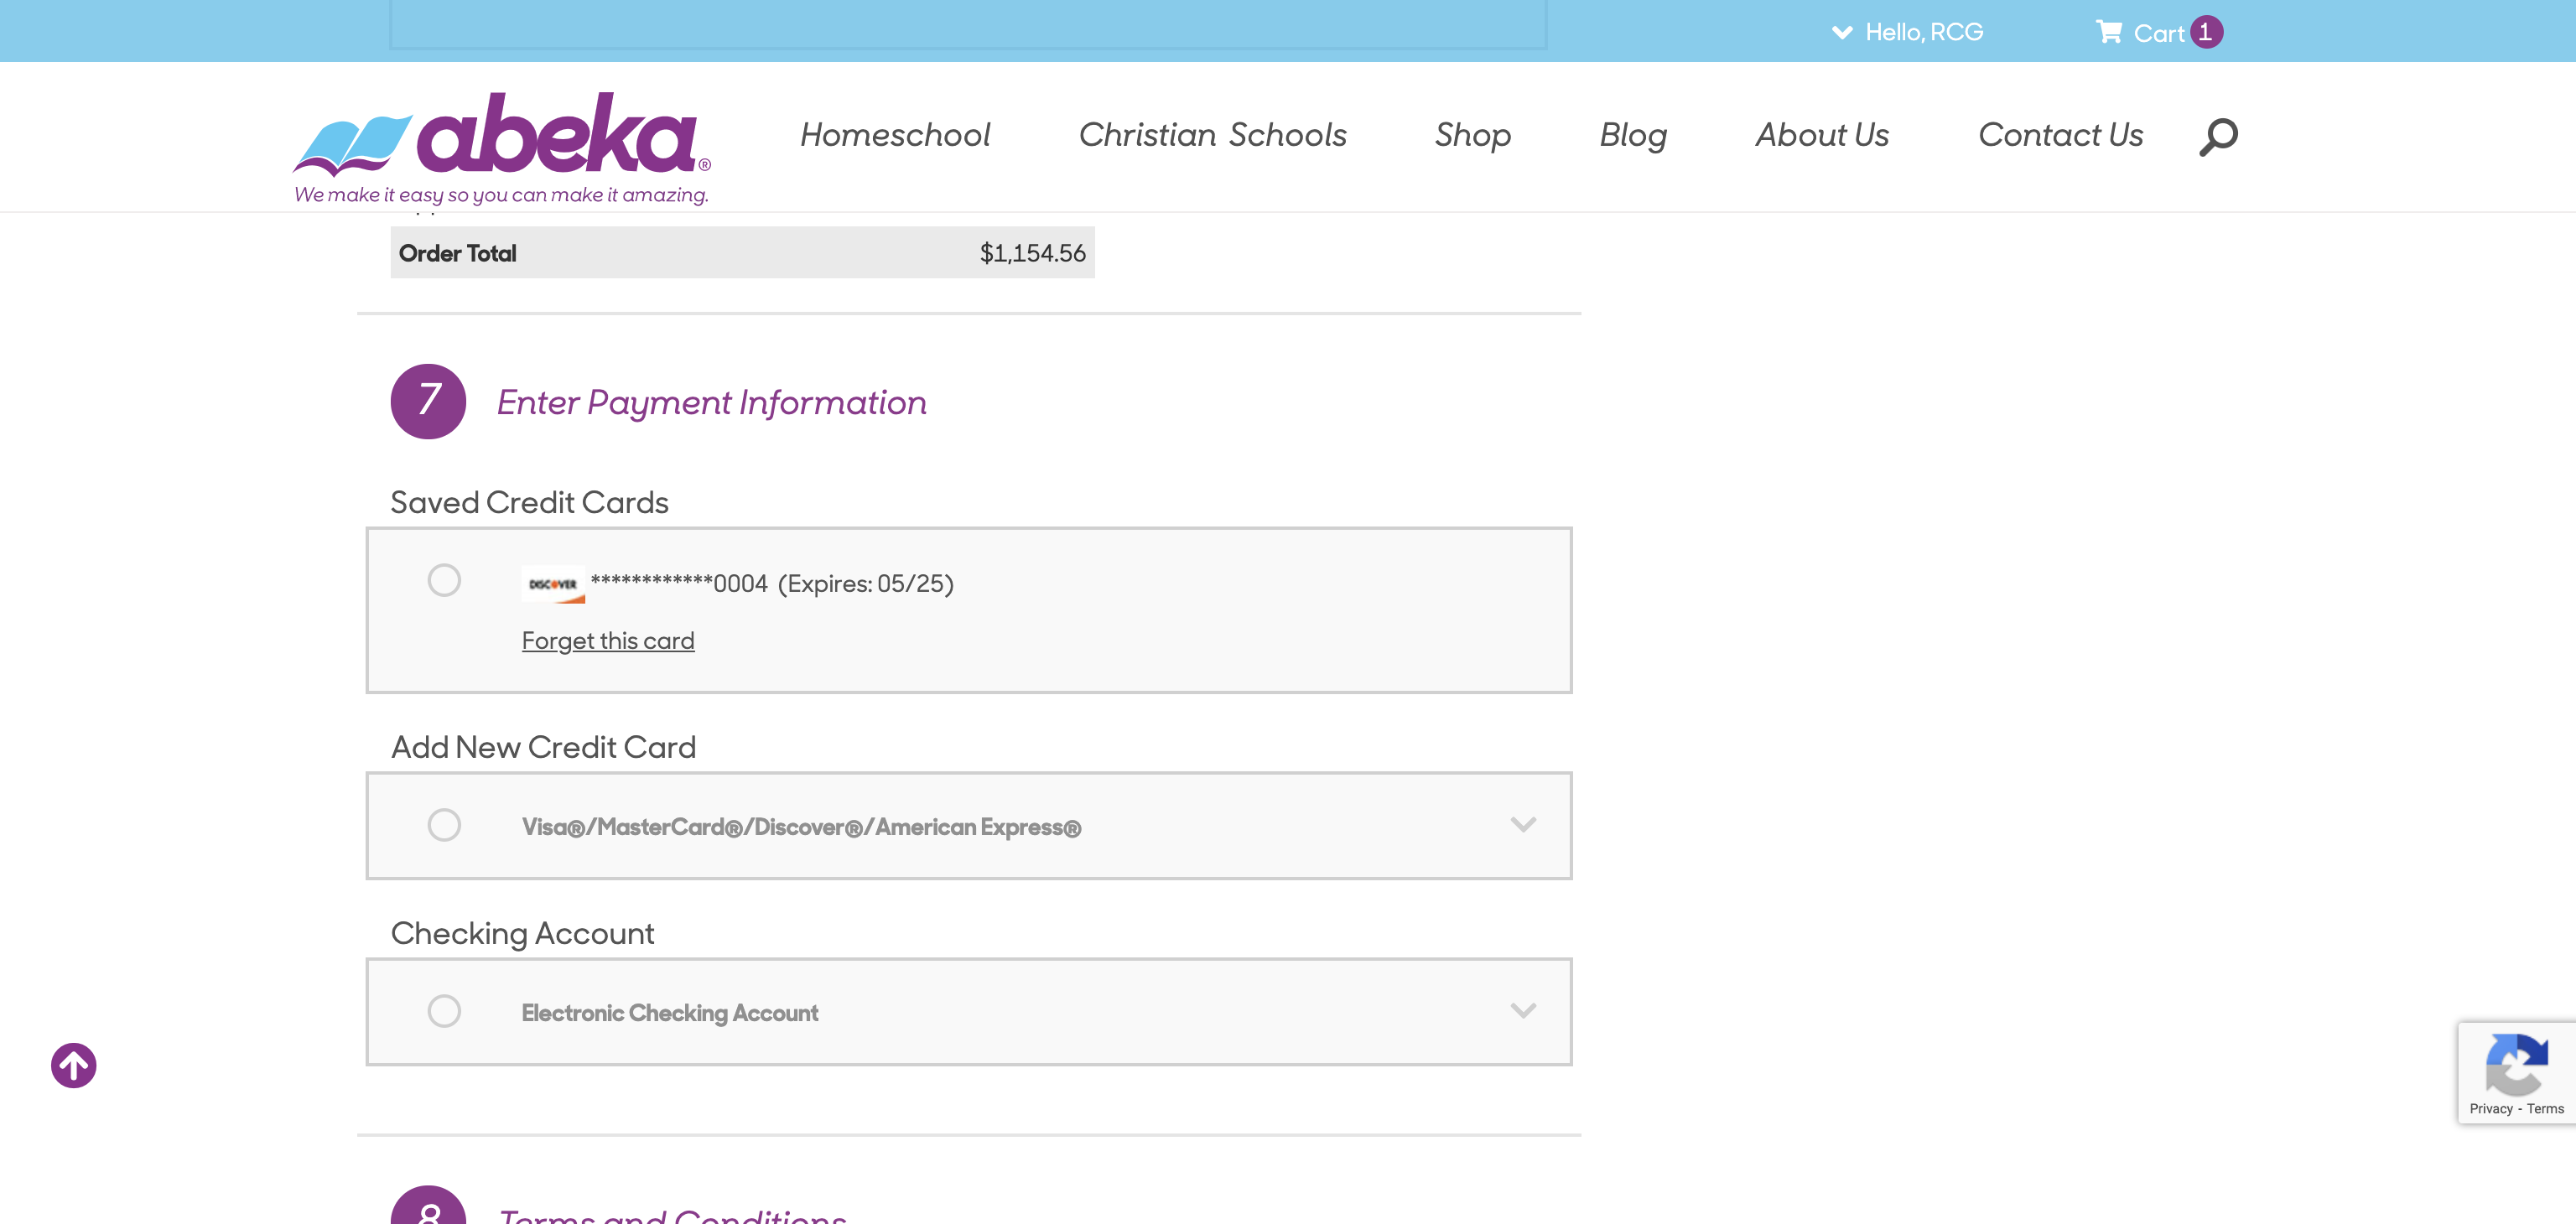 Hello, RCG
Cart 1
abeka®
We make it easy so you can make it amazing.
Homeschool
Christian Schools
Shop
Blog
About Us
Contact Us
Order Total $1,154.56
7 Enter Payment Information
Saved Credit Cards
DISCOVER ************0004 (Expires: 05/25)
Forget this card
Add New Credit Card
Visa®/MasterCard®/Discover®/American Express®
Checking Account
Electronic Checking Account
Privacy - Terms
8 Terms and Conditions